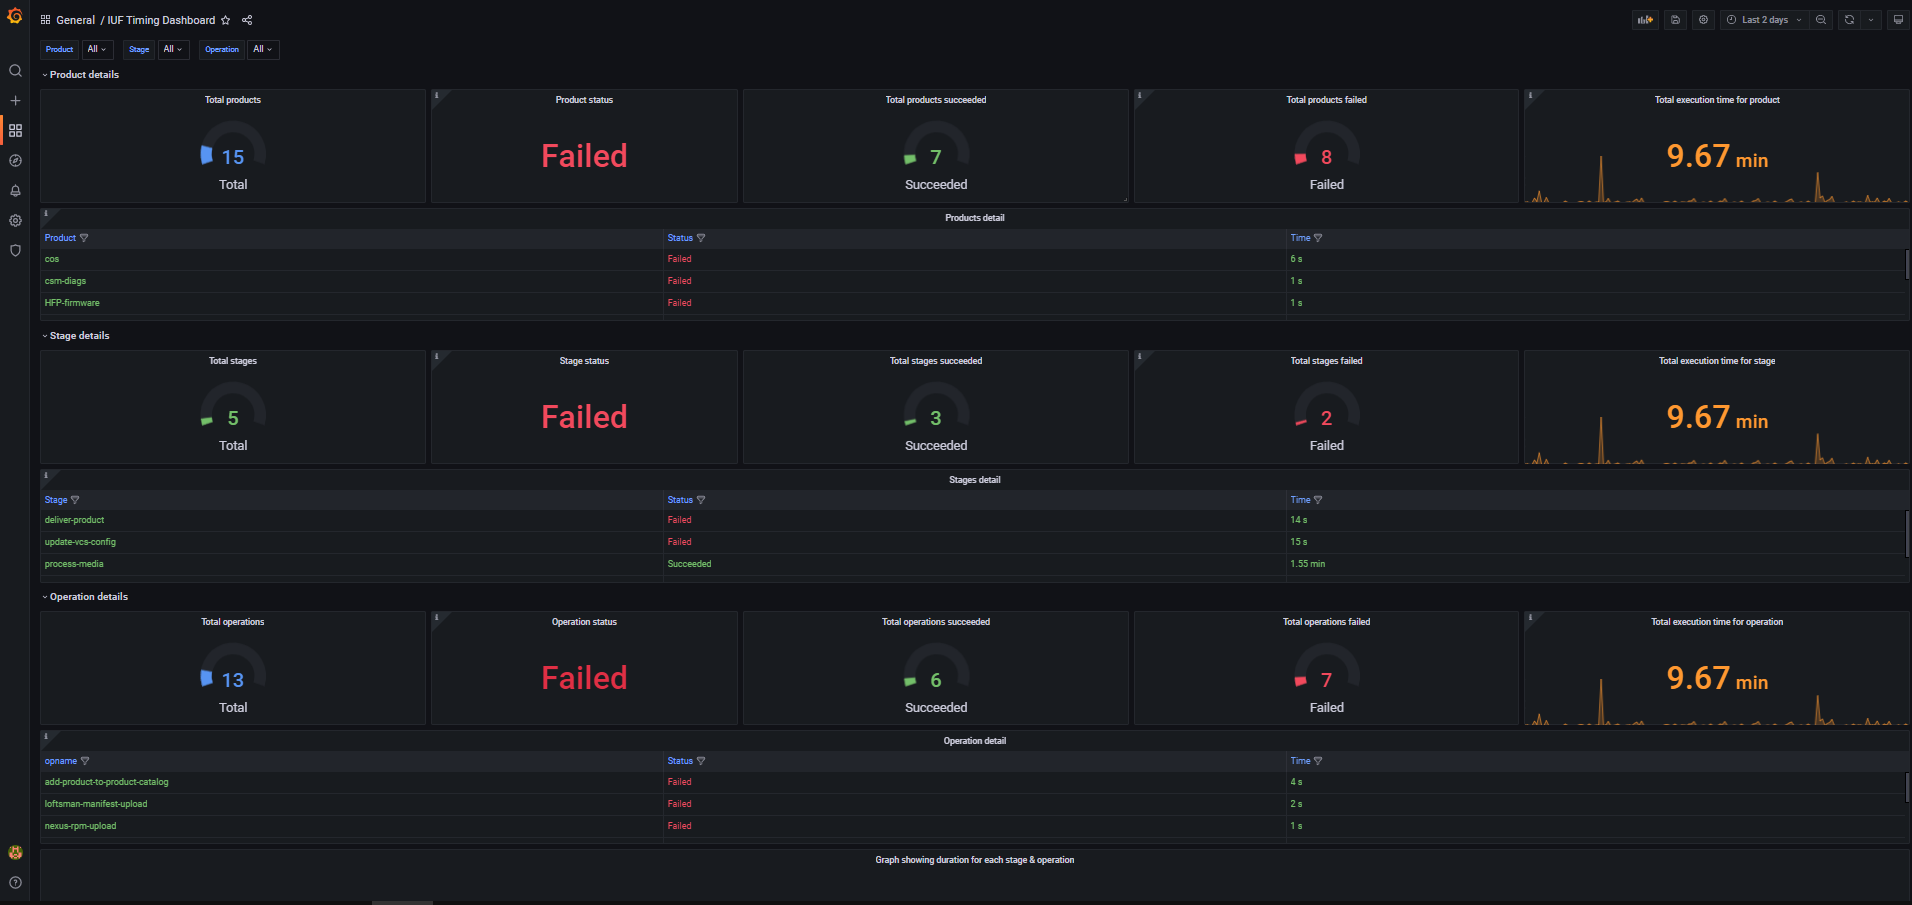 General / IUF Timing Dashboard
Last 2 days
Product All Stage All Operation All
Product details
Total products
15
Total
Product status
Failed
Total products succeeded
7
Succeeded
Total products failed
8
Failed
Total execution time for product
9.67 min
Products detail
Product Status Time
cos Failed 6 s
csm-diags Failed 1 s
HFP-firmware Failed 1 s
Stage details
Total stages
5
Total
Stage status
Failed
Total stages succeeded
3
Succeeded
Total stages failed
2
Failed
Total execution time for stage
9.67 min
Stages detail
Stage Status Time
deliver-product Failed 14 s
update-vcs-config Failed 15 s
process-media Succeeded 1.55 min
Operation details
Total operations
13
Total
Operation status
Failed
Total operations succeeded
6
Succeeded
Total operations failed
7
Failed
Total execution time for operation
9.67 min
Operation detail
opname Status Time
add-product-to-product-catalog Failed 4 s
loftsman-manifest-upload Failed 2 s
nexus-rpm-upload Failed 1 s
Graph showing duration for each stage & operation